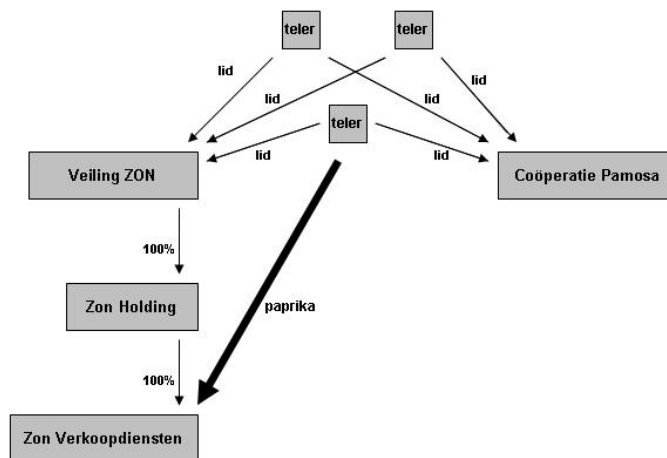 teler
teler
lid
lid
lid
lid
teler
lid
lid
Veiling ZON
Coöperatie Pamosa
100%
Zon Holding
paprika
100%
Zon Verkoopdiensten